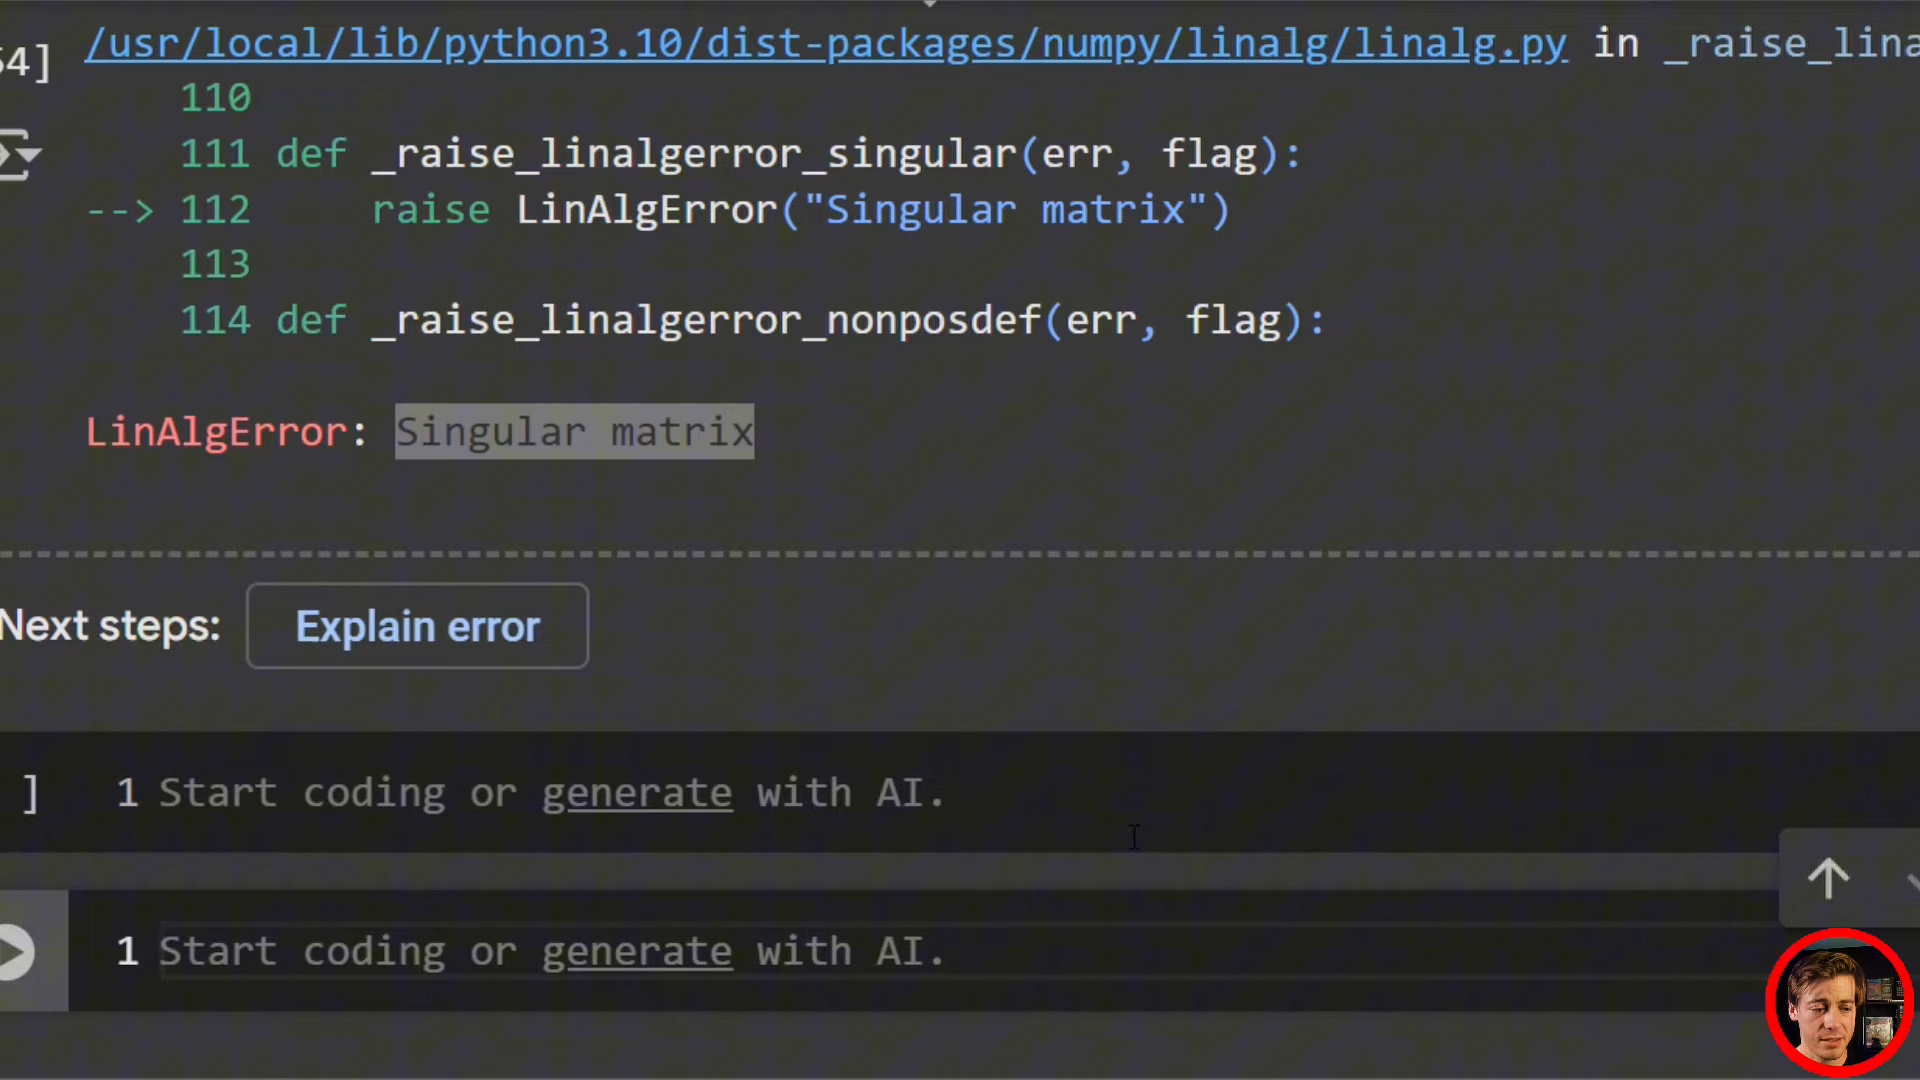 54] /usr/local/lib/python3.10/dist-packages/numpy/linalg/linalg.py in _raise_lina
110
111 def _raise_linalgerror_singular(err, flag):
--> 112     raise LinAlgError("Singular matrix")
113
114 def _raise_linalgerror_nonposdef(err, flag):
LinAlgError: Singular matrix
Next steps: Explain error
] 1 Start coding or generate with AI.
1 Start coding or generate with AI.